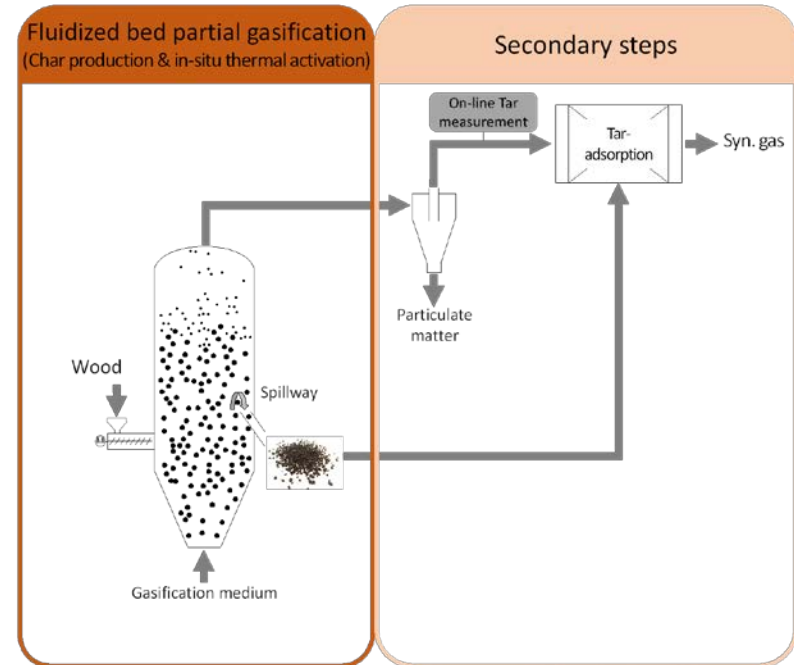 Fluidized bed partial gasification
(Char production & in-situ thermal activation)
Secondary steps
On-line Tar
measurement
Tar-
adsorption
Syn. gas
Particulate
matter
Wood
Spillway
Gasification medium